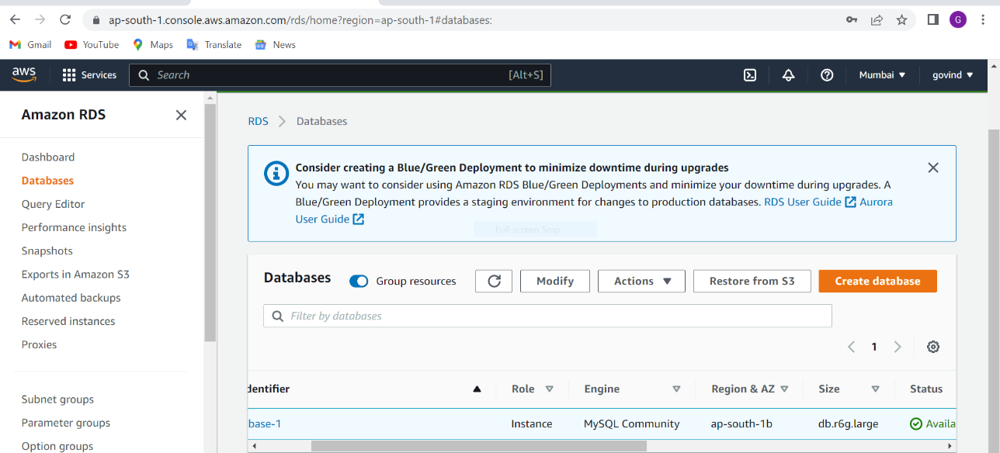 ap-south-1.console.aws.amazon.com/rds/home?region=ap-south-1#databases:
G
Gmail YouTube Maps Translate News
aws Services Search [Alt+S] Mumbai govind
Amazon RDS
Dashboard
Databases
Query Editor
Performance insights
Snapshots
Exports in Amazon S3
Automated backups
Reserved instances
Proxies
Subnet groups
Parameter groups
Option groups
RDS Databases
Consider creating a Blue/Green Deployment to minimize downtime during upgrades
You may want to consider using Amazon RDS Blue/Green Deployments and minimize your downtime during upgrades. A
Blue/Green Deployment provides a staging environment for changes to production databases. RDS User Guide Aurora
User Guide
Full-screen Snip
Databases Group resources Modify Actions Restore from S3 Create database
Filter by databases
1
dentifier Role Engine Region & AZ Size Status
base-1 Instance MySQL Community ap-south-1b db.r6g.large Availa